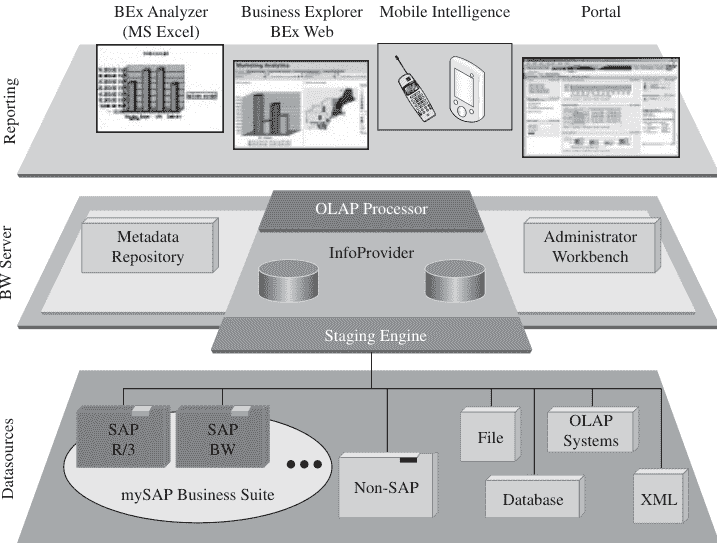 BEx Analyzer
(MS Excel)
Business Explorer
BEx Web
Mobile Intelligence
Portal
Reporting
Marketing Analytics
OLAP Processor
Metadata
Repository
InfoProvider
Administrator
Workbench
BW Server
Staging Engine
SAP
R/3
SAP
BW
mySAP Business Suite
Non-SAP
File
OLAP
Systems
Database
XML
Datasources